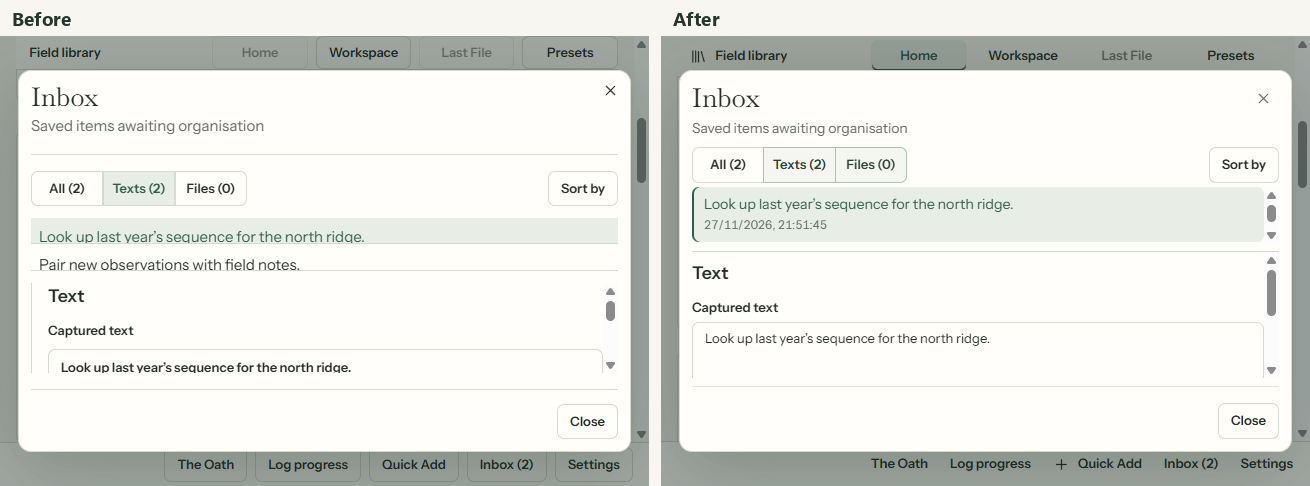 Before
Field library Home Workspace Last File Presets
Inbox
Saved items awaiting organisation
All (2) Texts (2) Files (0) Sort by
Look up last year's sequence for the north ridge.
Pair new observations with field notes.
Text
Captured text
Look up last year's sequence for the north ridge.
Close
The Oath Log progress Quick Add Inbox (2) Settings
After
Field library Home Workspace Last File Presets
Inbox
Saved items awaiting organisation
All (2) Texts (2) Files (0) Sort by
Look up last year's sequence for the north ridge.
27/11/2026, 21:51:45
Text
Captured text
Look up last year's sequence for the north ridge.
Close
The Oath Log progress Quick Add Inbox (2) Settings